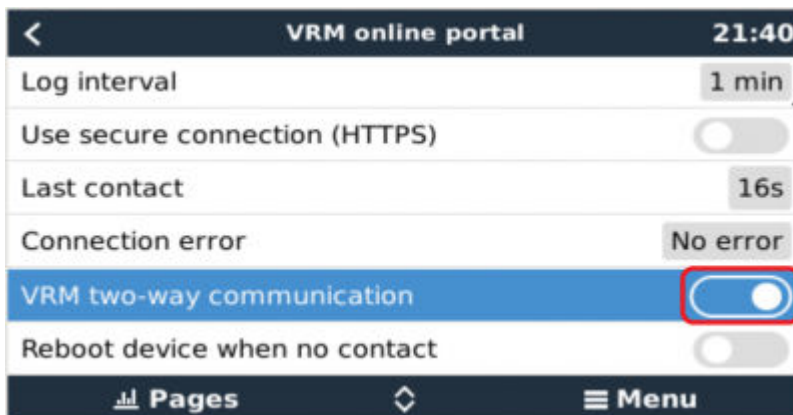 VRM online portal 21:40
Log interval 1 min
Use secure connection (HTTPS)
Last contact 16s
Connection error No error
VRM two-way communication
Reboot device when no contact
Pages Menu